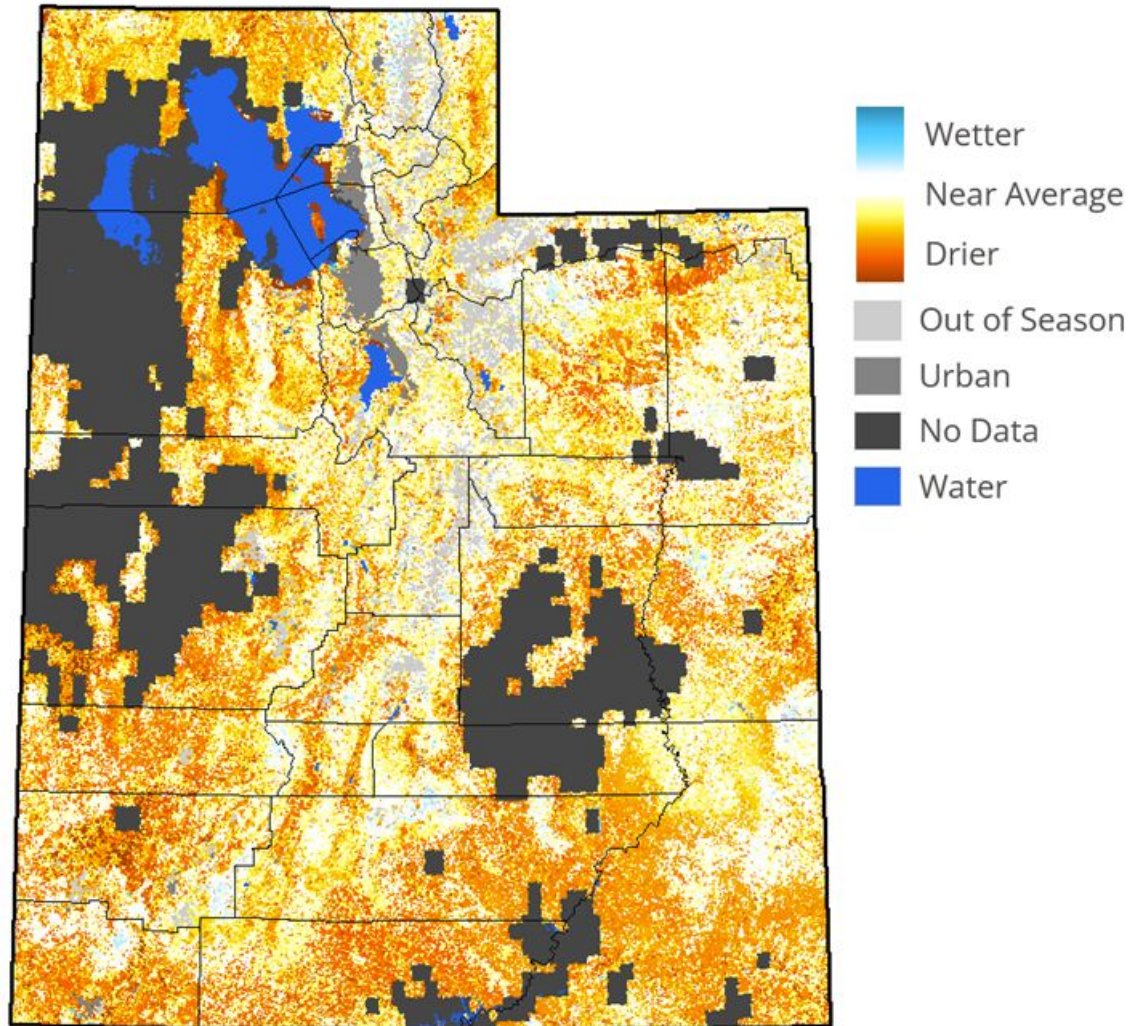 Wetter
Near Average
Drier
Out of Season
Urban
No Data
Water